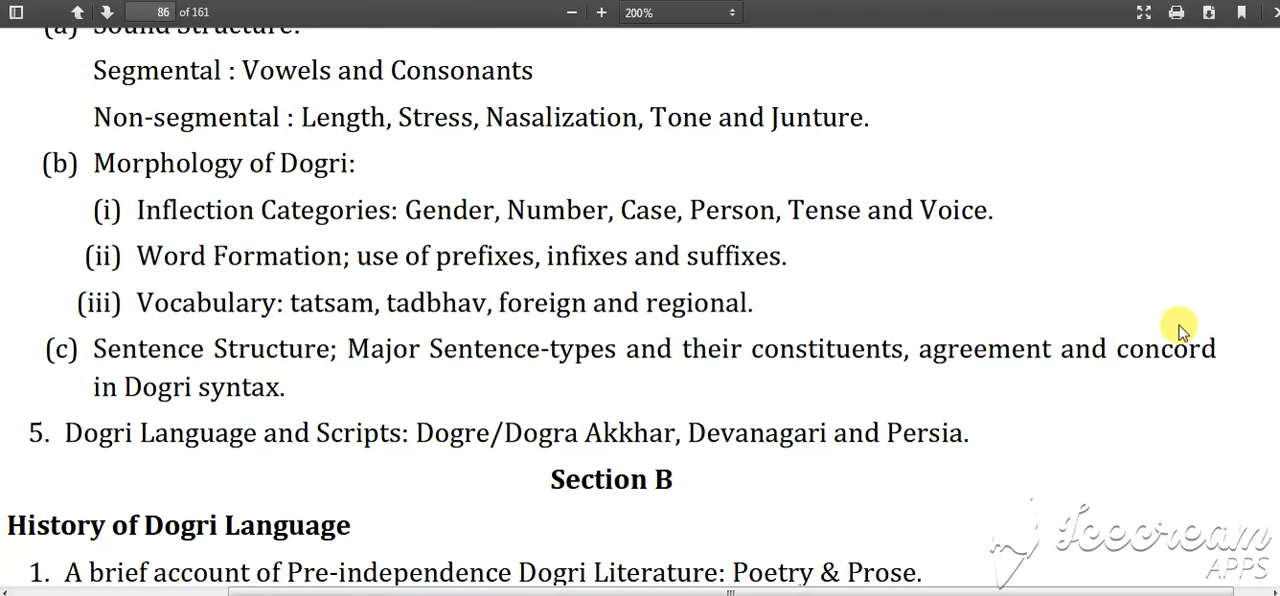 86 of 161
200%
(a) Sound Structure:
Segmental : Vowels and Consonants
Non-segmental : Length, Stress, Nasalization, Tone and Junture.
(b) Morphology of Dogri:
(i) Inflection Categories: Gender, Number, Case, Person, Tense and Voice.
(ii) Word Formation; use of prefixes, infixes and suffixes.
(iii) Vocabulary: tatsam, tadbhav, foreign and regional.
(c) Sentence Structure; Major Sentence-types and their constituents, agreement and concord
in Dogri syntax.
5. Dogri Language and Scripts: Dogre/Dogra Akkhar, Devanagari and Persia.
Section B
History of Dogri Language
1. A brief account of Pre-independence Dogri Literature: Poetry & Prose.
Icecream
APPS